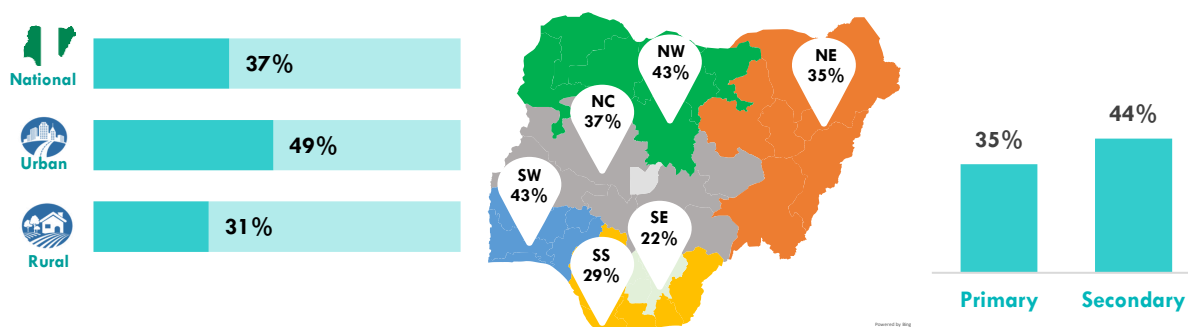 National
37%
Urban
49%
Rural
31%
NW
43%
NE
35%
NC
37%
SW
43%
SE
22%
SS
29%
Powered by Bing
35%
44%
Primary
Secondary